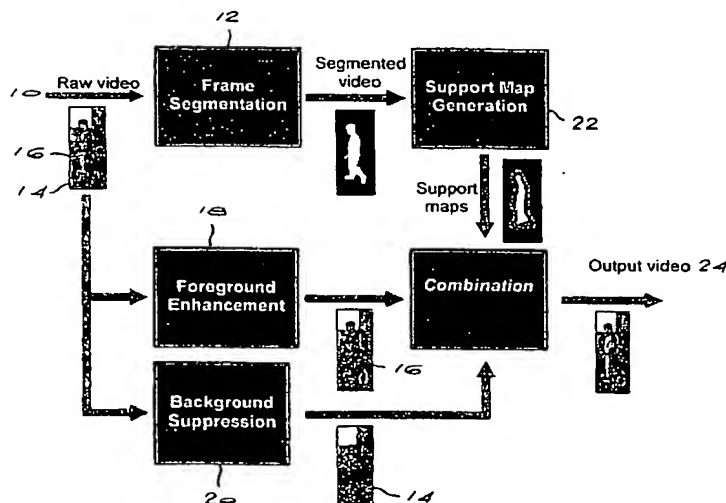 12
10
Raw video
Frame
Segmentation
Segmented
video
Support Map
Generation
22
16
14
Support
maps
18
Foreground
Enhancement
Combination
Output video 24
16
Background
Suppression
20
14